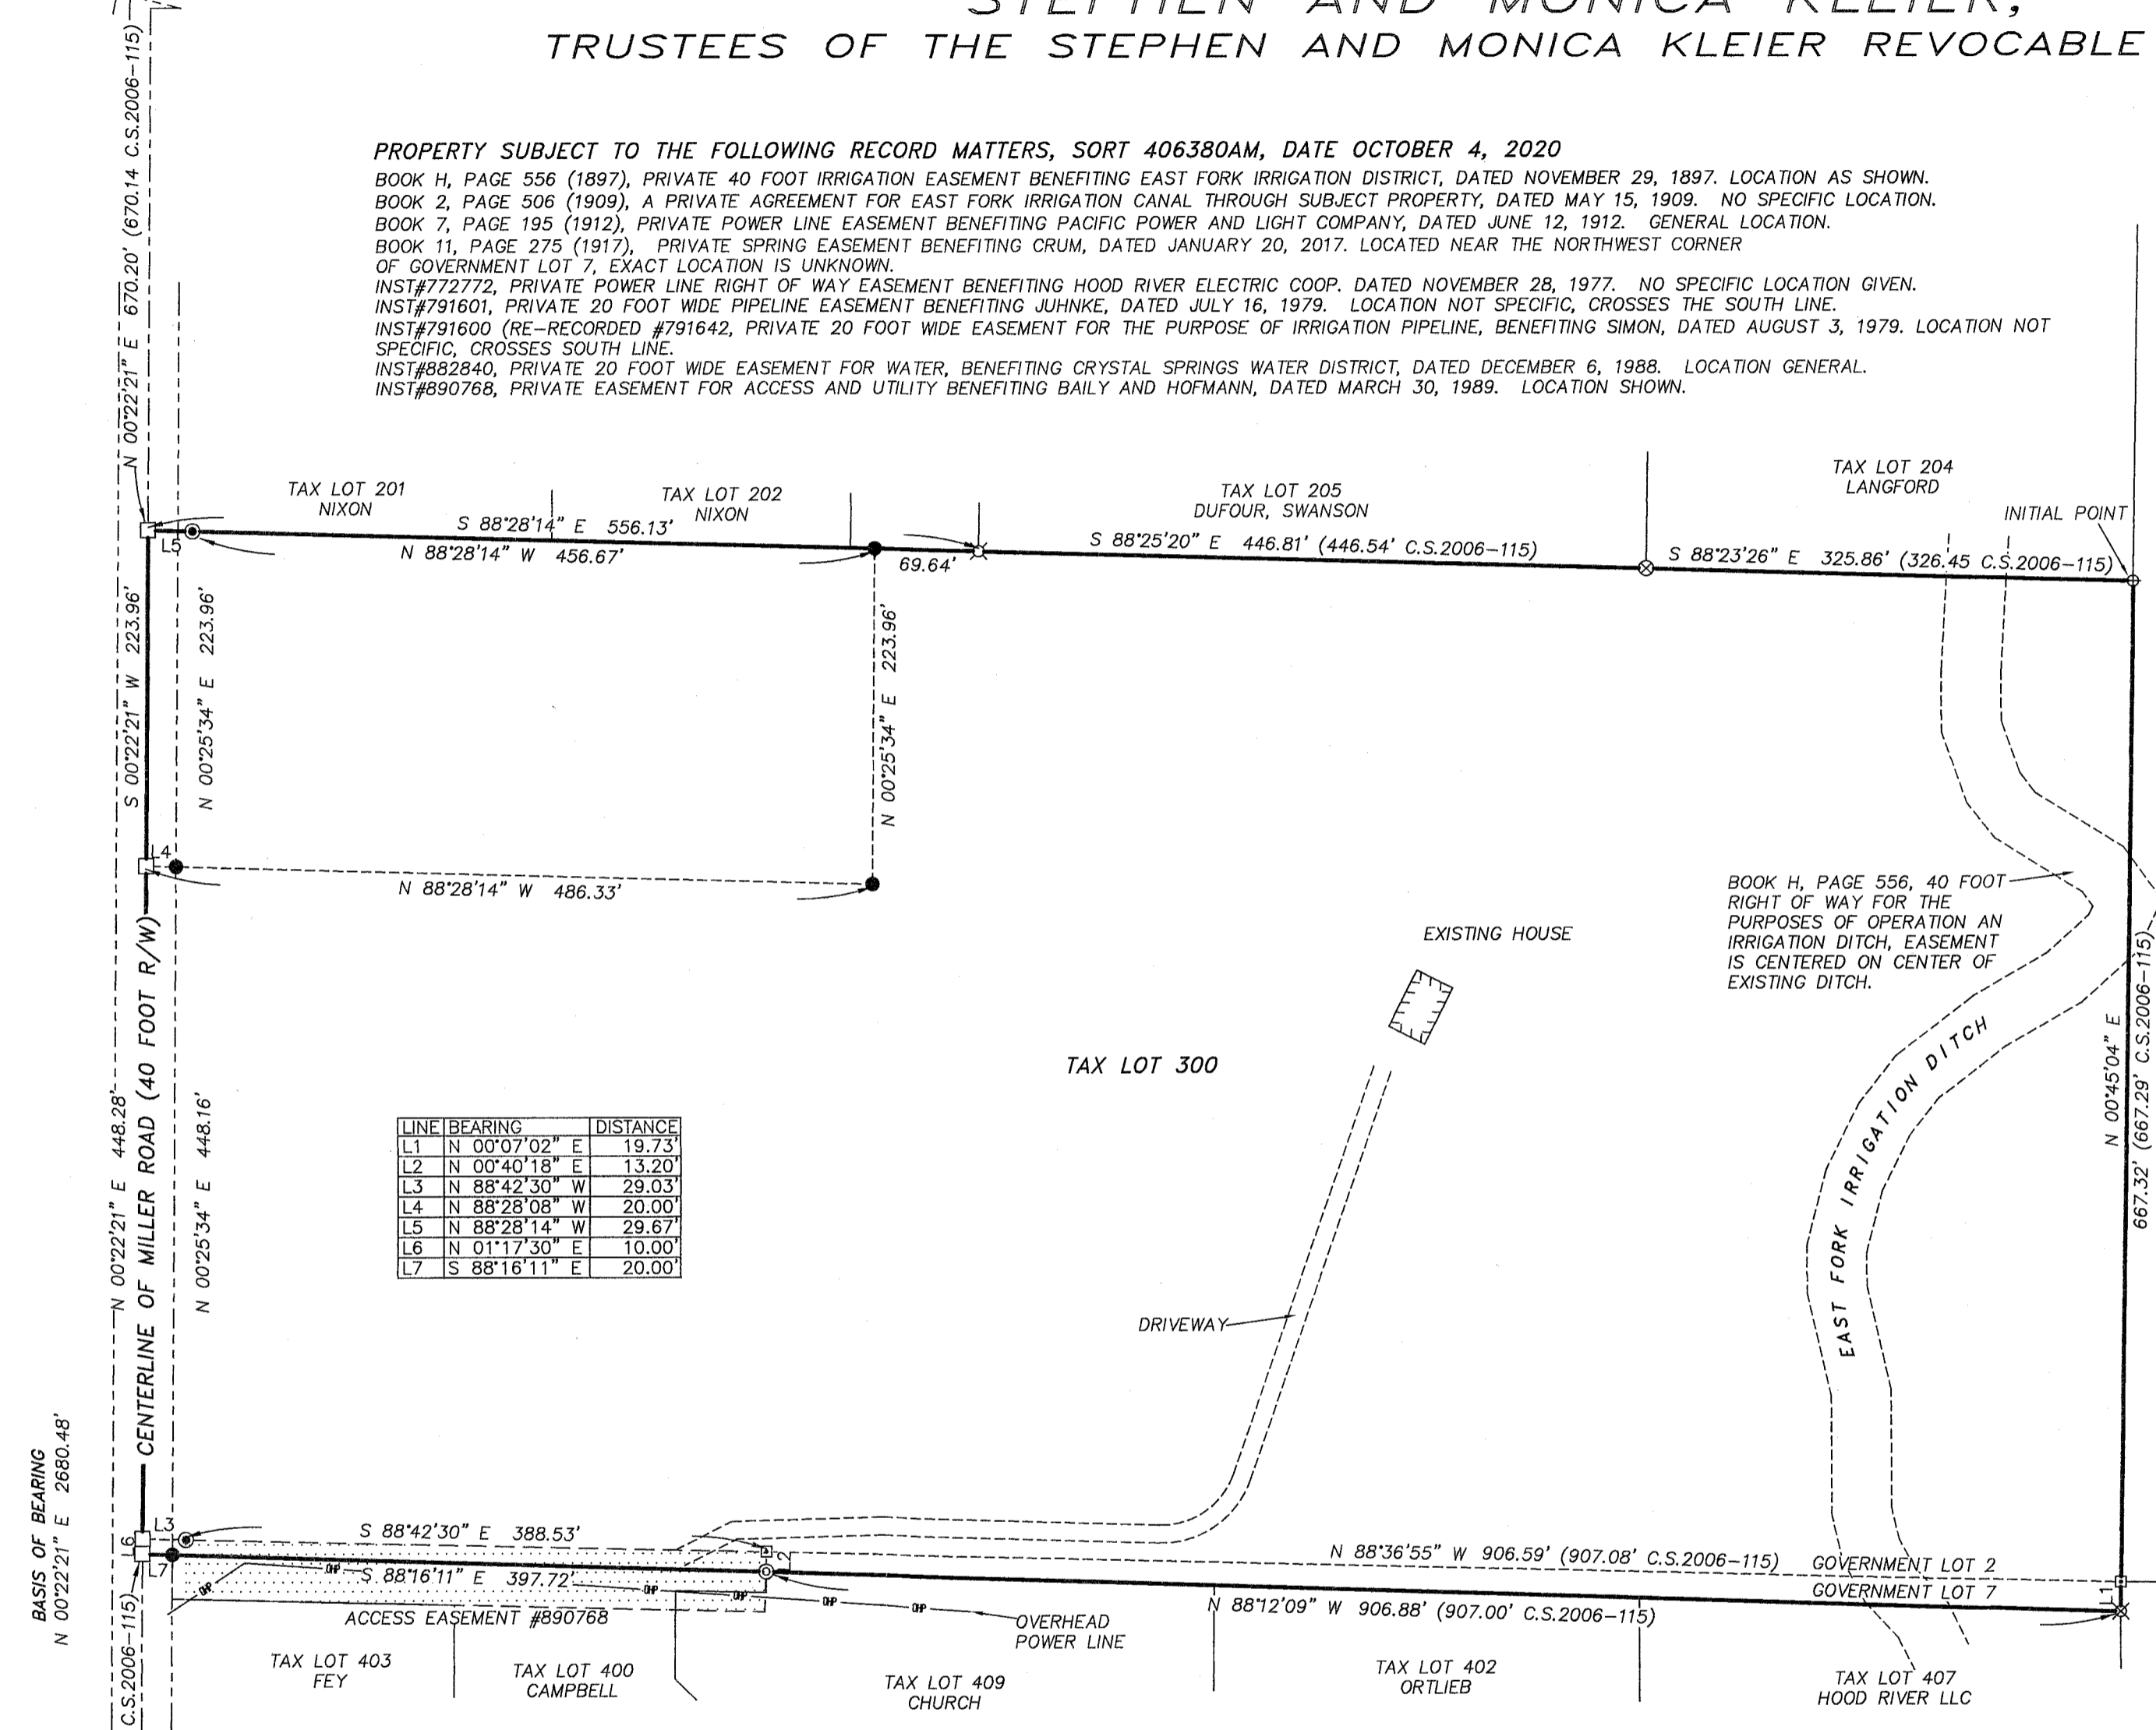 STEPHEN AND MONICA KLEIER,
TRUSTEES OF THE STEPHEN AND MONICA KLEIER REVOCABLE
PROPERTY SUBJECT TO THE FOLLOWING RECORD MATTERS, SORT 406380AM, DATE OCTOBER 4, 2020
BOOK H, PAGE 556 (1897), PRIVATE 40 FOOT IRRIGATION EASEMENT BENEFITING EAST FORK IRRIGATION DISTRICT, DATED NOVEMBER 29, 1897. LOCATION AS SHOWN.
BOOK 2, PAGE 506 (1909), A PRIVATE AGREEMENT FOR EAST FORK IRRIGATION CANAL THROUGH SUBJECT PROPERTY, DATED MAY 15, 1909. NO SPECIFIC LOCATION.
BOOK 7, PAGE 195 (1912), PRIVATE POWER LINE EASEMENT BENEFITING PACIFIC POWER AND LIGHT COMPANY, DATED JUNE 12, 1912. GENERAL LOCATION.
BOOK 11, PAGE 275 (1917), PRIVATE SPRING EASEMENT BENEFITING CRUM, DATED JANUARY 20, 2017. LOCATED NEAR THE NORTHWEST CORNER
OF GOVERNMENT LOT 7, EXACT LOCATION IS UNKNOWN.
INST#772772, PRIVATE POWER LINE RIGHT OF WAY EASEMENT BENEFITING HOOD RIVER ELECTRIC COOP. DATED NOVEMBER 28, 1977. NO SPECIFIC LOCATION GIVEN.
INST#791601, PRIVATE 20 FOOT WIDE PIPELINE EASEMENT BENEFITING JUHNKE, DATED JULY 16, 1979. LOCATION NOT SPECIFIC, CROSSES THE SOUTH LINE.
INST#791600 (RE-RECORDED #791642, PRIVATE 20 FOOT WIDE EASEMENT FOR THE PURPOSE OF IRRIGATION PIPELINE, BENEFITING SIMON, DATED AUGUST 3, 1979. LOCATION NOT
SPECIFIC, CROSSES SOUTH LINE.
INST#882840, PRIVATE 20 FOOT WIDE EASEMENT FOR WATER, BENEFITING CRYSTAL SPRINGS WATER DISTRICT, DATED DECEMBER 6, 1988. LOCATION GENERAL.
INST#890768, PRIVATE EASEMENT FOR ACCESS AND UTILITY BENEFITING BAILY AND HOFMANN, DATED MARCH 30, 1989. LOCATION SHOWN.
N 00°22'21" E 670.20' (670.14 C.S.2006-115)
TAX LOT 201
NIXON
TAX LOT 202
NIXON
TAX LOT 205
DUFOUR, SWANSON
TAX LOT 204
LANGFORD
INITIAL POINT
S 88°28'14" E 556.13'
N 88°28'14" W 456.67'
69.64'
S 88°25'20" E 446.81' (446.54' C.S.2006-115)
S 88°23'26" E 325.86' (326.45 C.S.2006-115)
L5
S 00°22'21" W 223.96'
N 00°25'34" E 223.96'
N 00°25'34" E 223.96'
L4
N 88°28'14" W 486.33'
BOOK H, PAGE 556, 40 FOOT
RIGHT OF WAY FOR THE
PURPOSES OF OPERATION AN
IRRIGATION DITCH, EASEMENT
IS CENTERED ON CENTER OF
EXISTING DITCH.
EXISTING HOUSE
TAX LOT 300
EAST FORK IRRIGATION DITCH
N 00°45'04" E
667.32' (667.29' C.S.2006-115)
CENTERLINE OF MILLER ROAD (40 FOOT R/W)
N 00°22'21" E 448.28'
N 00°25'34" E 448.16'
LINE BEARING DISTANCE
L1 N 00°07'02" E 19.73'
L2 N 00°40'18" E 13.20'
L3 N 88°42'30" W 29.03'
L4 N 88°28'08" W 20.00'
L5 N 88°28'14" W 29.67'
L6 N 01°17'30" E 10.00'
L7 S 88°16'11" E 20.00'
DRIVEWAY
BASIS OF BEARING
N 00°22'21" E 2680.48'
C.S.2006-115)
L3
L6
L7
S 88°42'30" E 388.53'
S 88°16'11" E 397.72'
OHP
OHP
OHP
OHP
OHP
OHP
ACCESS EASEMENT #890768
L2
N 88°36'55" W 906.59' (907.08' C.S.2006-115)
GOVERNMENT LOT 2
GOVERNMENT LOT 7
L1
N 88°12'09" W 906.88' (907.00' C.S.2006-115)
OVERHEAD
POWER LINE
TAX LOT 403
FEY
TAX LOT 400
CAMPBELL
TAX LOT 409
CHURCH
TAX LOT 402
ORTLIEB
TAX LOT 407
HOOD RIVER LLC